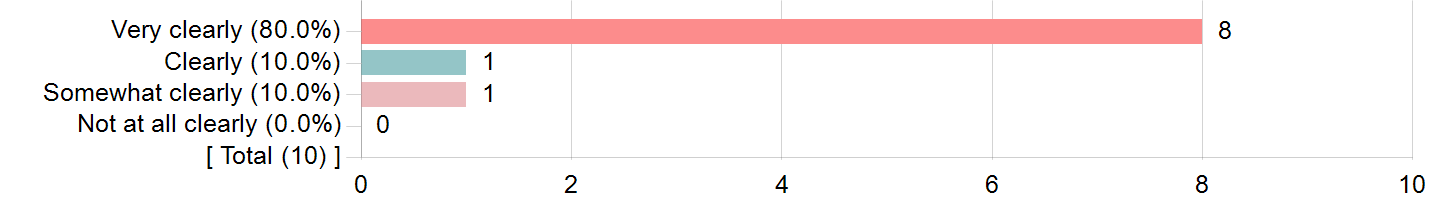 Very clearly (80.0%) 8
Clearly (10.0%) 1
Somewhat clearly (10.0%) 1
Not at all clearly (0.0%) 0
[ Total (10) ]
0 2 4 6 8 10